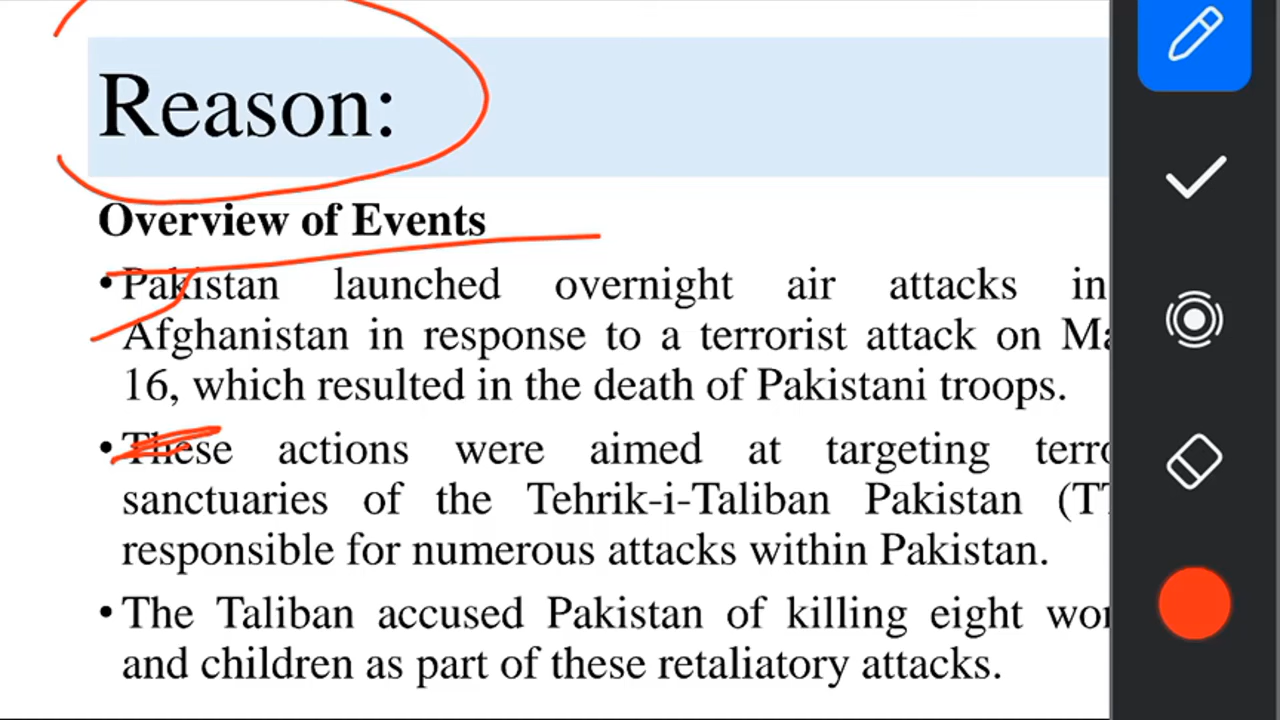 Reason:
Overview of Events
• Pakistan launched overnight air attacks in
Afghanistan in response to a terrorist attack on
16, which resulted in the death of Pakistani troops.
• These actions were aimed at targeting
sanctuaries of the Tehrik-i-Taliban Pakistan
responsible for numerous attacks within Pakistan.
• The Taliban accused Pakistan of killing eight
and children as part of these retaliatory attacks.